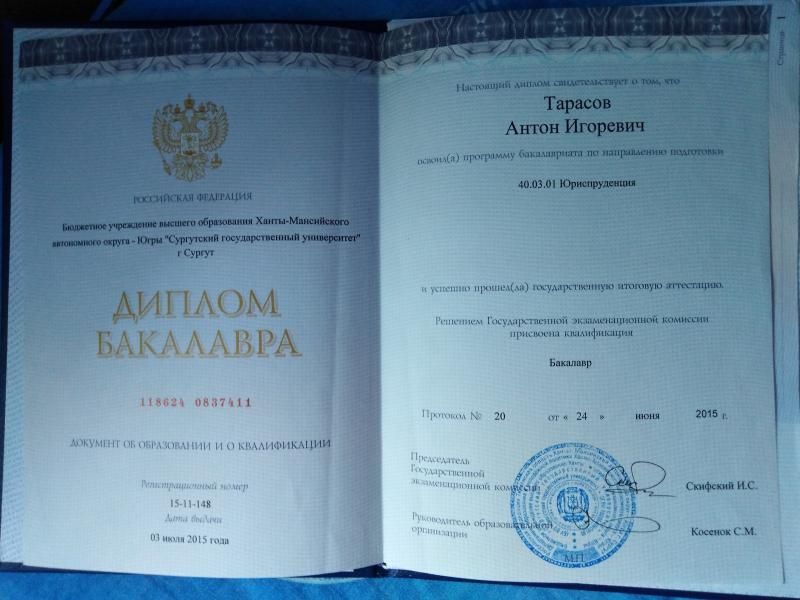 РОССИЙСКАЯ ФЕДЕРАЦИЯ
Бюджетное учреждение высшего образования Ханты-Мансийского
автономного округа - Югры "Сургутский государственный университет"
г Сургут
ДИПЛОМ
БАКАЛАВРА
118624 0837411
ДОКУМЕНТ ОБ ОБРАЗОВАНИИ И О КВАЛИФИКАЦИИ
Регистрационный номер
15-11-148
Дата выдачи
03 июля 2015 года
Страница 1
Настоящий диплом свидетельствует о том, что
Тарасов
Антон Игоревич
освоил(а) программу бакалавриата по направлению подготовки
40.03.01 Юриспруденция
и успешно прошел(ла) государственную итоговую аттестацию.
Решением Государственной экзаменационной комиссии
присвоена квалификация
Бакалавр
Протокол № 20 от « 24 » июня 2015 г.
Председатель
Государственной
экзаменационной комиссии Скифский И.С.
Руководитель образовательной
организации Косенок С.М.
М.П.